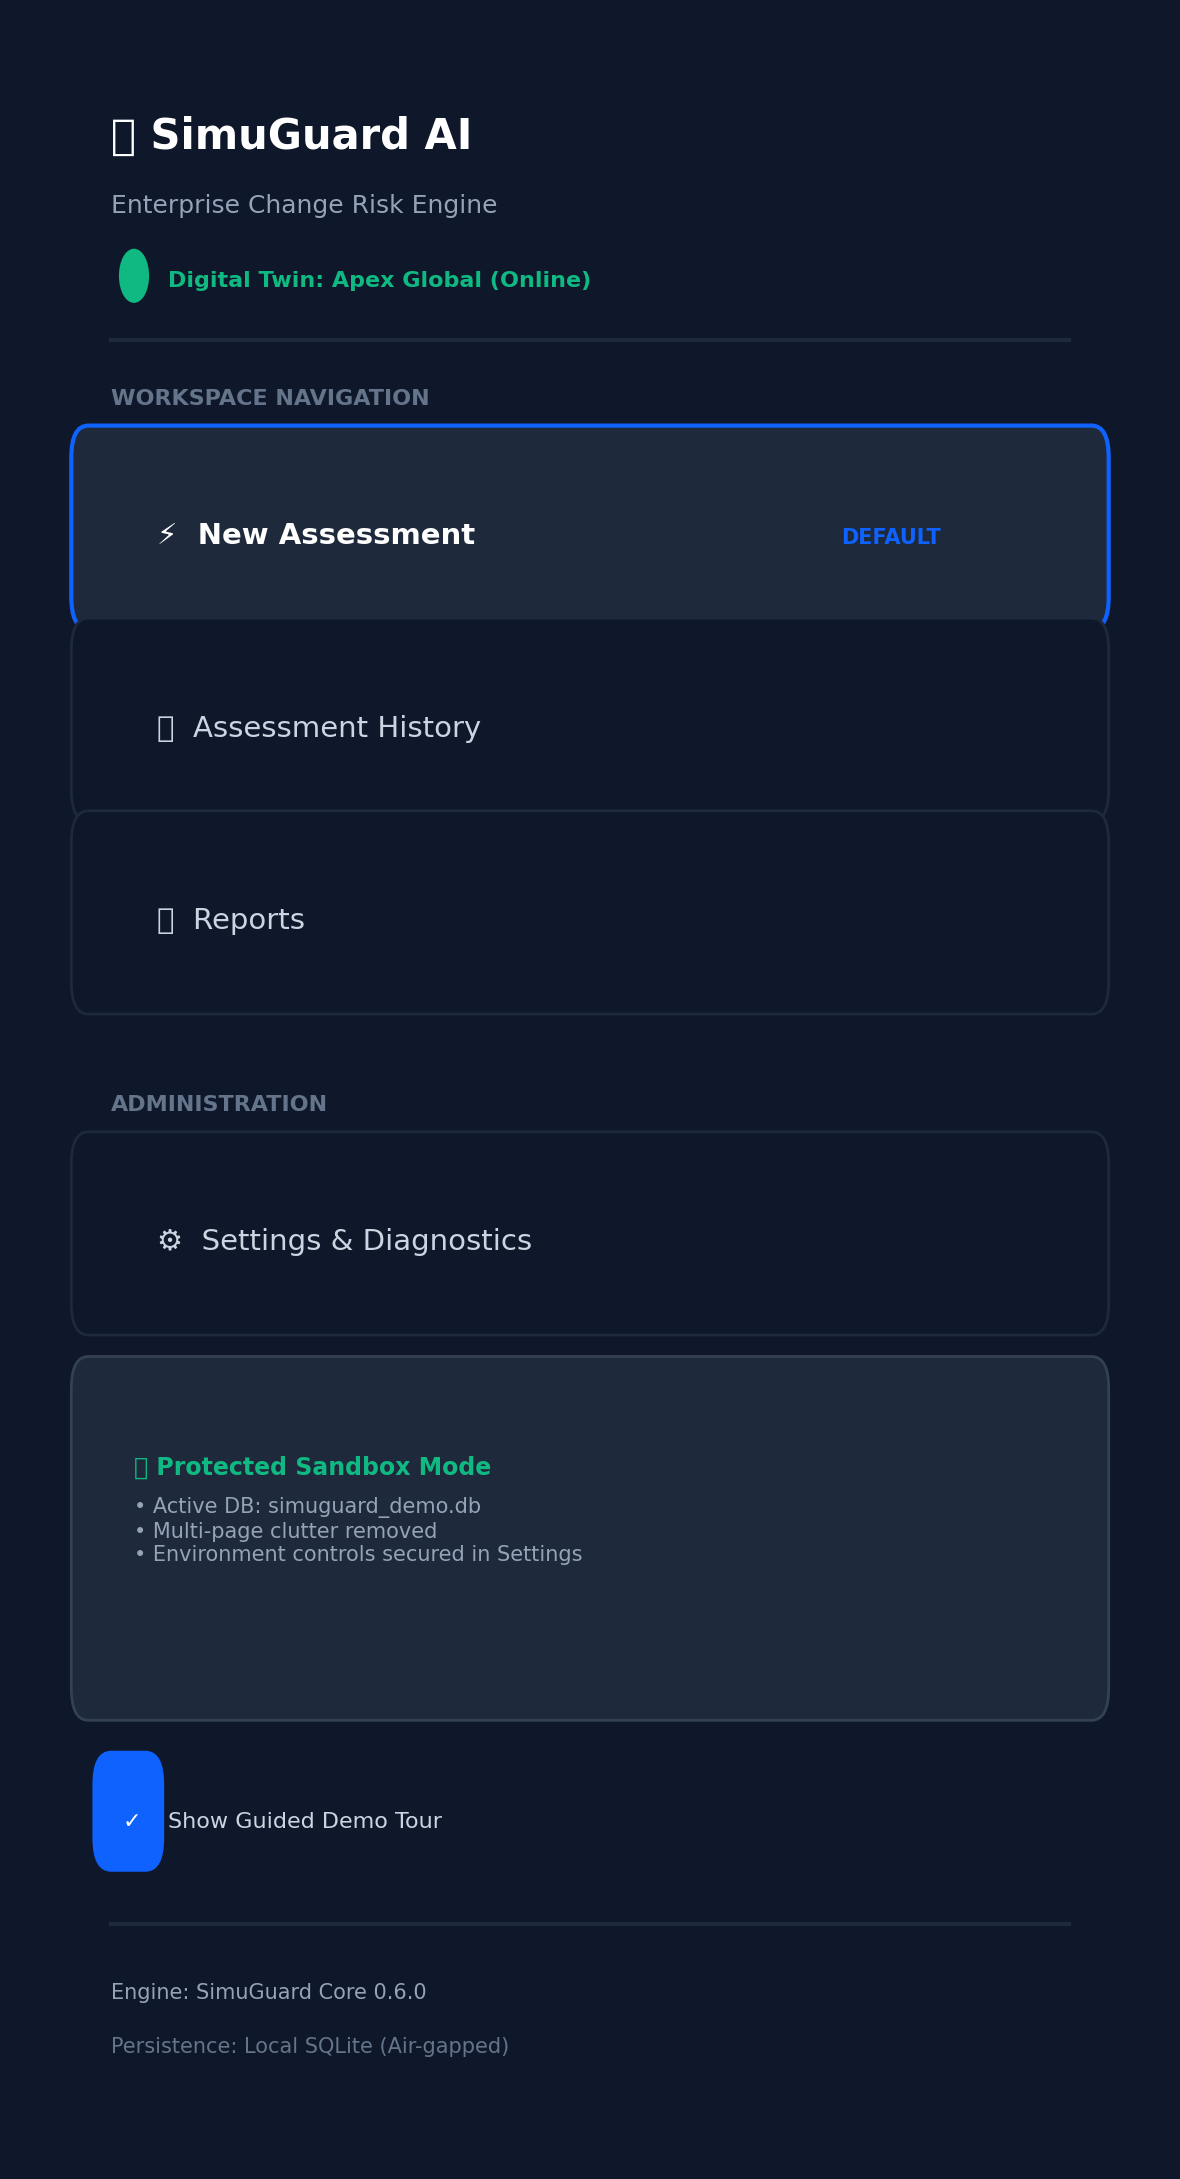 SimuGuard AI
Enterprise Change Risk Engine
Digital Twin: Apex Global (Online)
WORKSPACE NAVIGATION
⚡ New Assessment
DEFAULT
Assessment History
Reports
ADMINISTRATION
⚙ Settings & Diagnostics
Protected Sandbox Mode
• Active DB: simuguard_demo.db
• Multi-page clutter removed
• Environment controls secured in Settings
✓ Show Guided Demo Tour
Engine: SimuGuard Core 0.6.0
Persistence: Local SQLite (Air-gapped)